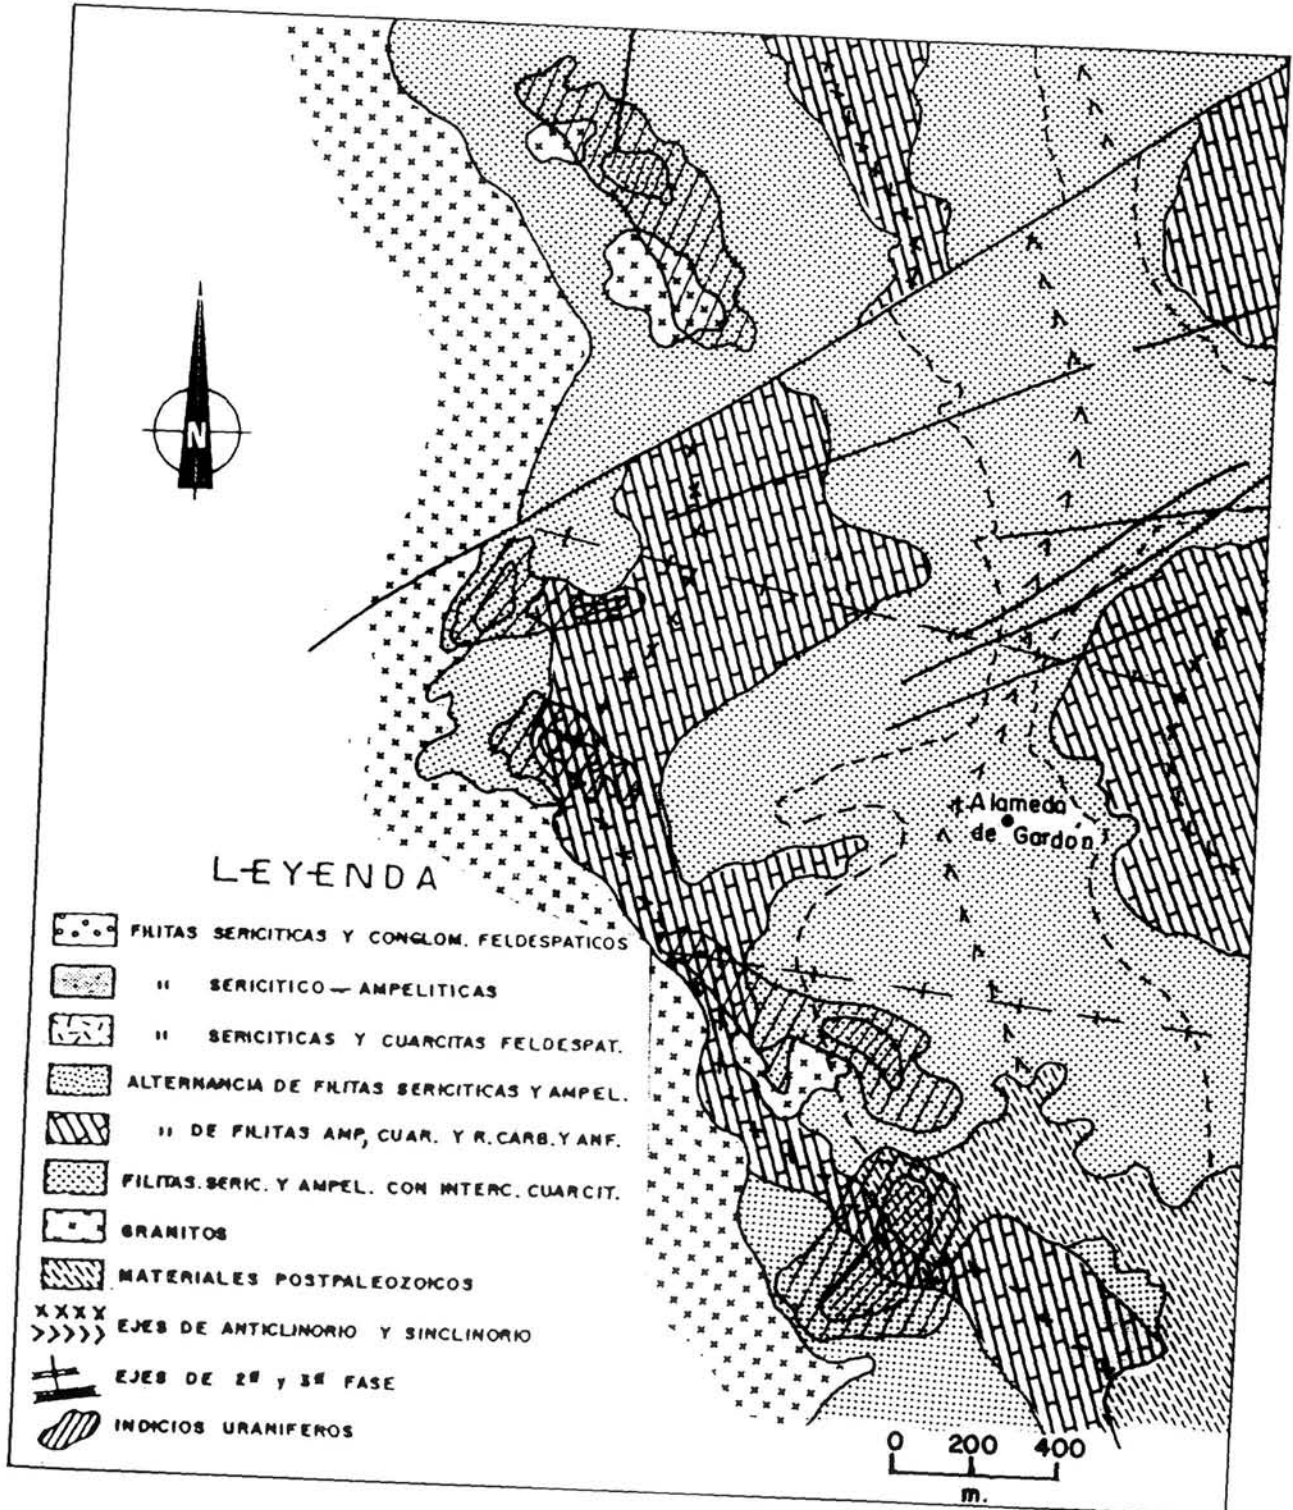 N
Alameda
de Gardón
LEYENDA
FILITAS SERICITICAS Y CONGLOM. FELDESPATICOS
" SERICITICO — AMPELITICAS
" SERICITICAS Y CUARCITAS FELDESPAT.
ALTERNANCIA DE FILITAS SERICITICAS Y AMPEL.
" DE FILITAS AMP, CUAR. Y R. CARB. Y ANF.
FILITAS. SERIC. Y AMPEL. CON INTERC. CUARCIT.
GRANITOS
MATERIALES POSTPALEOZOICOS
EJES DE ANTICLINORIO Y SINCLINORIO
EJES DE 2ª y 3ª FASE
INDICIOS URANIFEROS
0 200 400
m.